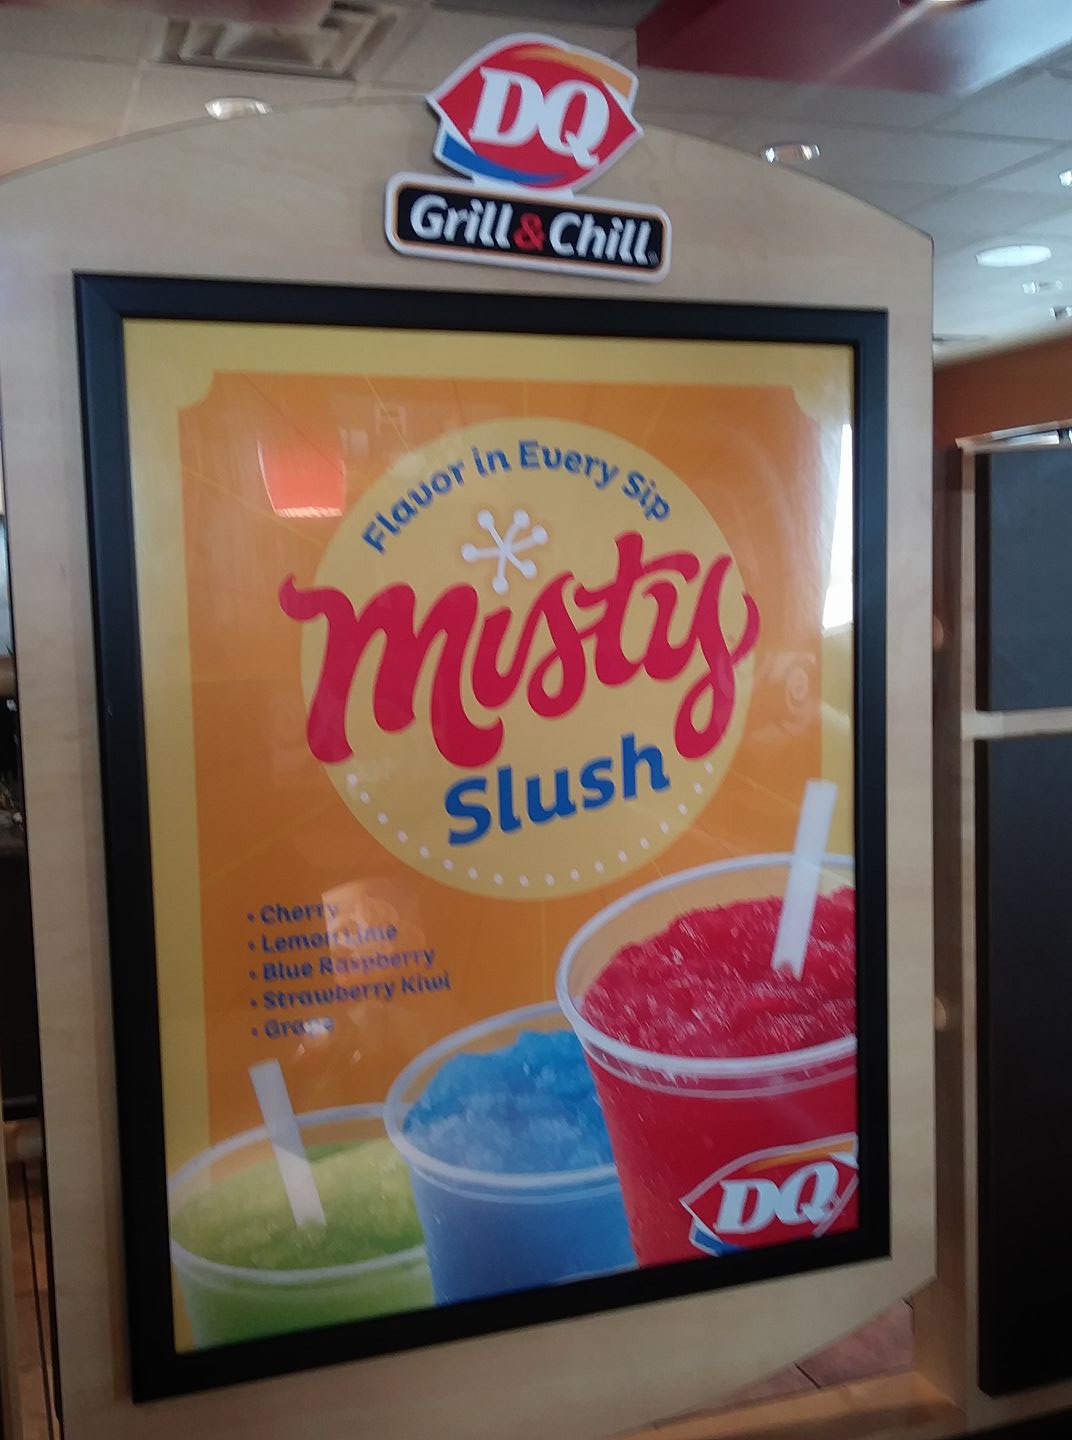 DQ
Grill & Chill
Flavor in Every Sip
Misty
Slush
• Cherry
• Lemon Lime
• Blue Raspberry
• Strawberry Kiwi
• Grape
DQ